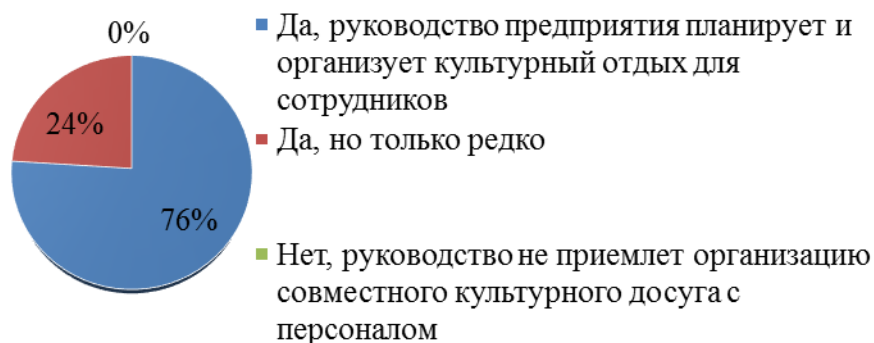 0%
24%
76%
Да, руководство предприятия планирует и
организует культурный отдых для
сотрудников
Да, но только редко
Нет, руководство не приемлет организацию
совместного культурного досуга с
персоналом